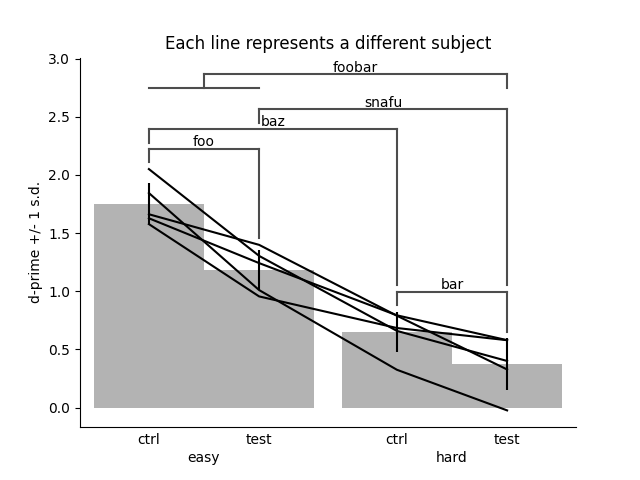 Each line represents a different subject
foobar
snafu
baz
foo
bar
d-prime +/- 1 s.d.
3.0
2.5
2.0
1.5
1.0
0.5
0.0
ctrl test ctrl test
easy hard